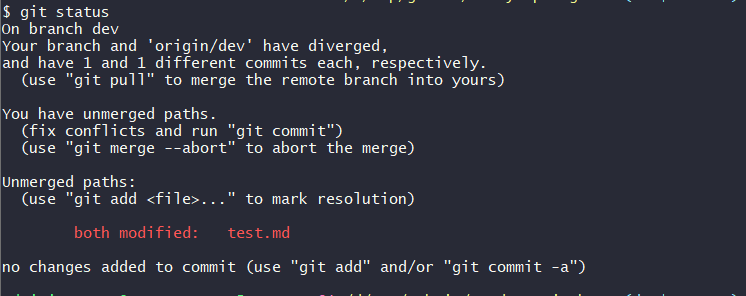 $ git status
On branch dev
Your branch and 'origin/dev' have diverged,
and have 1 and 1 different commits each, respectively.
  (use "git pull" to merge the remote branch into yours)

You have unmerged paths.
  (fix conflicts and run "git commit")
  (use "git merge --abort" to abort the merge)

Unmerged paths:
  (use "git add <file>..." to mark resolution)

        both modified:   test.md

no changes added to commit (use "git add" and/or "git commit -a")